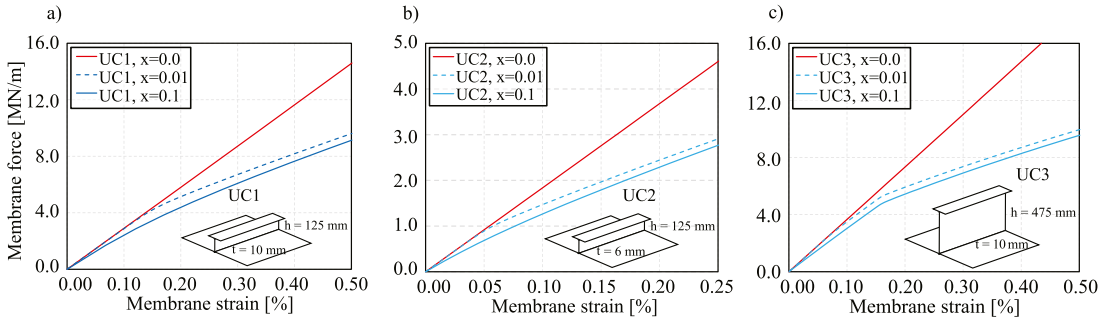 a)
Membrane force [MN/m]
16.0
12.0
8.0
4.0
0.0
UC1, x=0.0
UC1, x=0.01
UC1, x=0.1
UC1
h = 125 mm
t = 10 mm
0.00 0.10 0.20 0.30 0.40 0.50
Membrane strain [%]
b)
5.0
4.0
3.0
2.0
1.0
0.0
UC2, x=0.0
UC2, x=0.01
UC2, x=0.1
UC2
h = 125 mm
t = 6 mm
0.00 0.05 0.10 0.15 0.20 0.25
Membrane strain [%]
c)
16.0
12.0
8.0
4.0
0.0
UC3, x=0.0
UC3, x=0.01
UC3, x=0.1
UC3
h = 475 mm
t = 10 mm
0.00 0.10 0.20 0.30 0.40 0.50
Membrane strain [%]